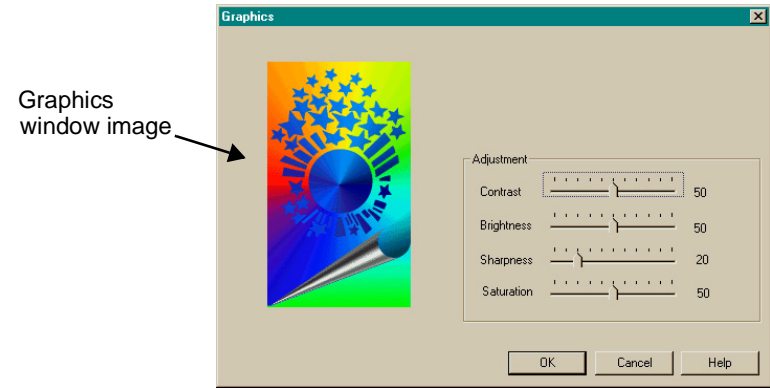 Graphics
Graphics
window image
Adjustment
Contrast 50
Brightness 50
Sharpness 20
Saturation 50
OK Cancel Help